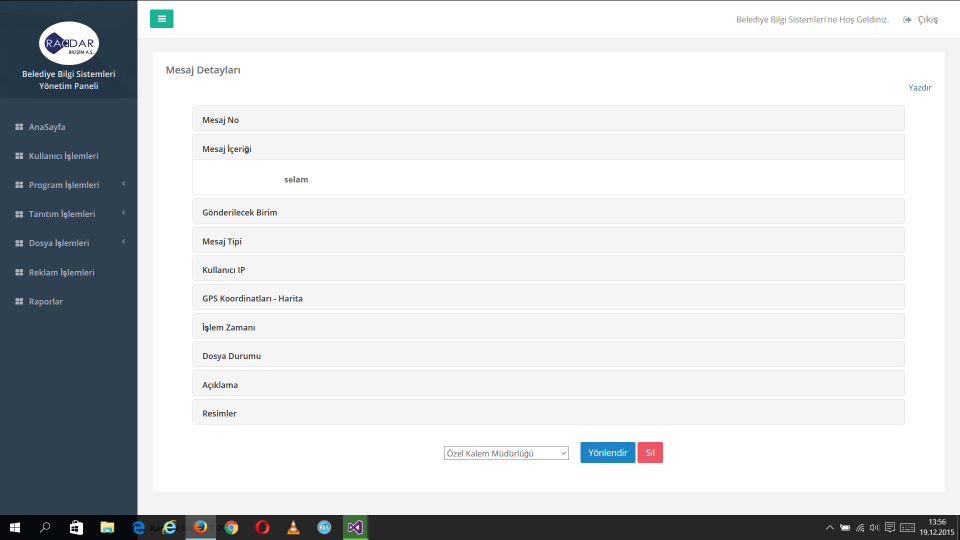 RADDAR
BİLİŞİM A.Ş.
Belediye Bilgi Sistemleri
Yönetim Paneli
AnaSayfa
Kullanıcı İşlemleri
Program İşlemleri
Tanıtım İşlemleri
Dosya İşlemleri
Reklam İşlemleri
Raporlar
Belediye Bilgi Sistemleri'ne Hoş Geldiniz.
Çıkış
Mesaj Detayları
Yazdır
Mesaj No
Mesaj İçeriği
selam
Gönderilecek Birim
Mesaj Tipi
Kullanıcı IP
GPS Koordinatları - Harita
İşlem Zamanı
Dosya Durumu
Açıklama
Resimler
Özel Kalem Müdürlüğü
Yönlendir
Sil
13:56
19.12.2015